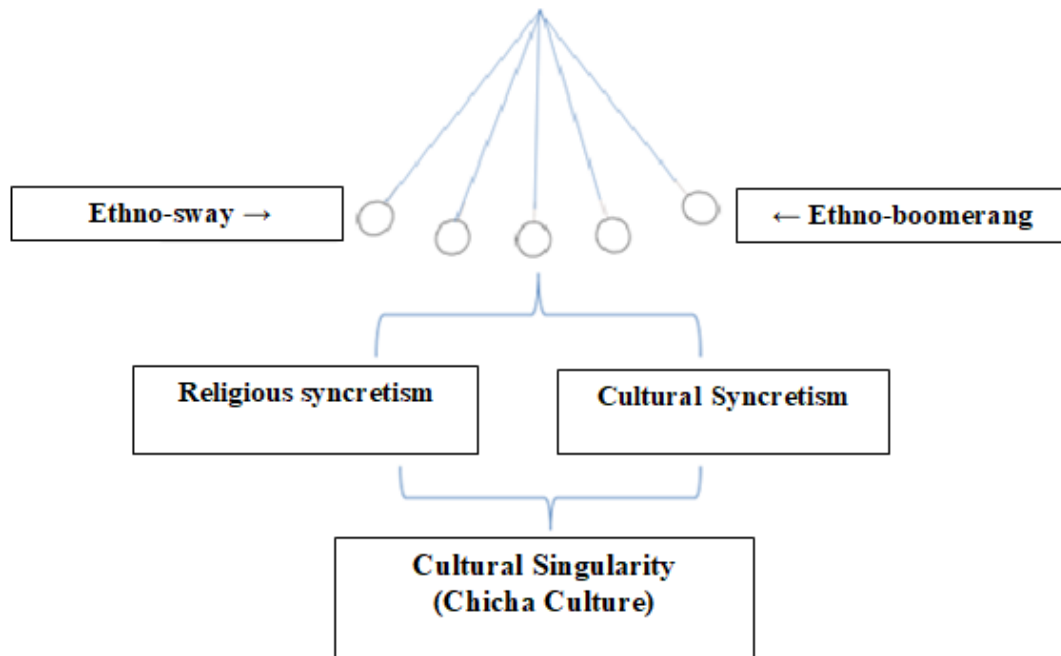 Ethno-sway →
← Ethno-boomerang
Religious syncretism
Cultural Syncretism
Cultural Singularity
(Chicha Culture)